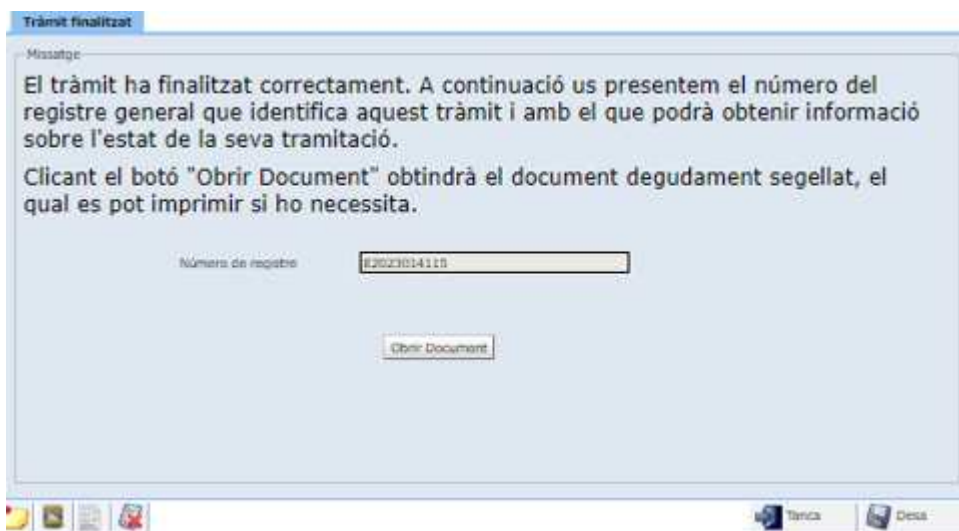 Tràmit finalitzat
Missatge
El tràmit ha finalitzat correctament. A continuació us presentem el número del
registre general que identifica aquest tràmit i amb el que podrà obtenir informació
sobre l'estat de la seva tramitació.
Clicant el botó "Obrir Document" obtindrà el document degudament segellat, el
qual es pot imprimir si ho necessita.
Número de registre
E2023014115
Obrir Document
Tanca
Desa